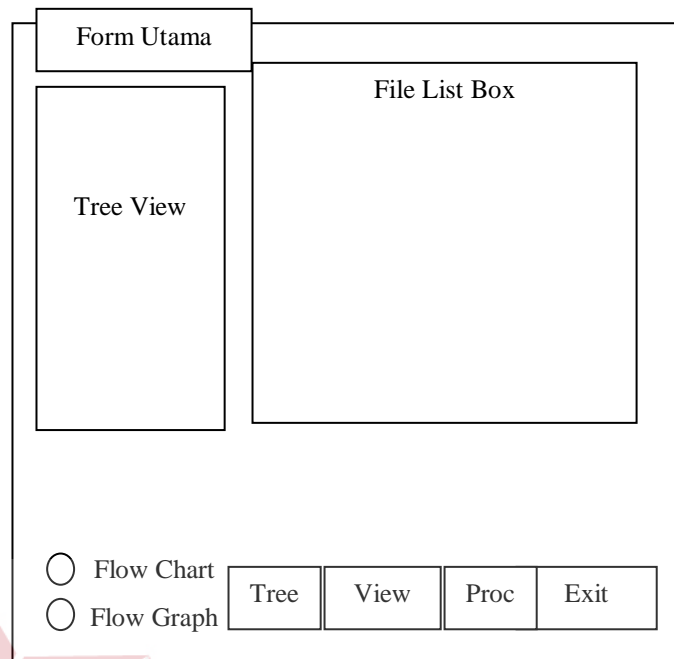 Form Utama
File List Box
Tree View
Flow Chart
Flow Graph
Tree
View
Proc
Exit